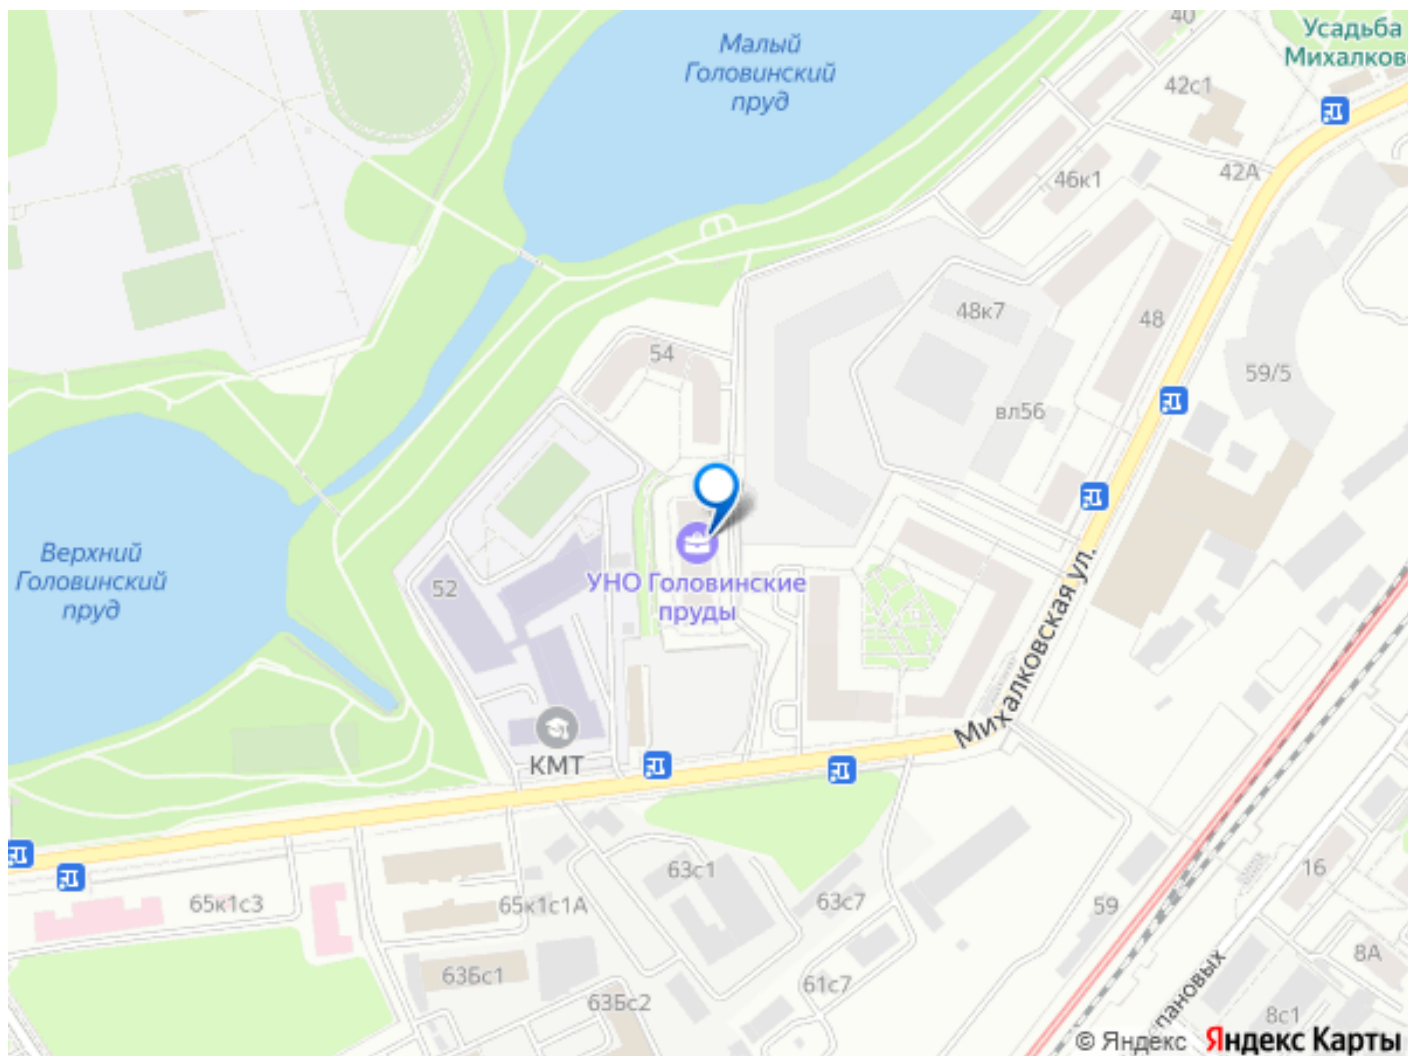 40
Усадьба
Михалков
Малый
Головинский
пруд
42с1
42А
46к1
48к7
48
54
59/5
вл56
Верхний
Головинский
пруд
52
УНО Головинские
пруды
Михалковская ул.
КМТ
63с1
16
65к1с3
65к1с1А
63с7
59
8А
63Бс1
61с7
63Бс2
пановых
8с1
© Яндекс Яндекс Карты